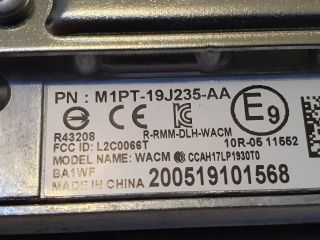 PN : M1PT-19J235-AA
E9
R43208
R-RMM-DLH-WACM
FCC ID: L2C0066T
10R-05 11552
MODEL NAME: WACM CCAH17LP1930T0
BA1WF
MADE IN CHINA 200519101568